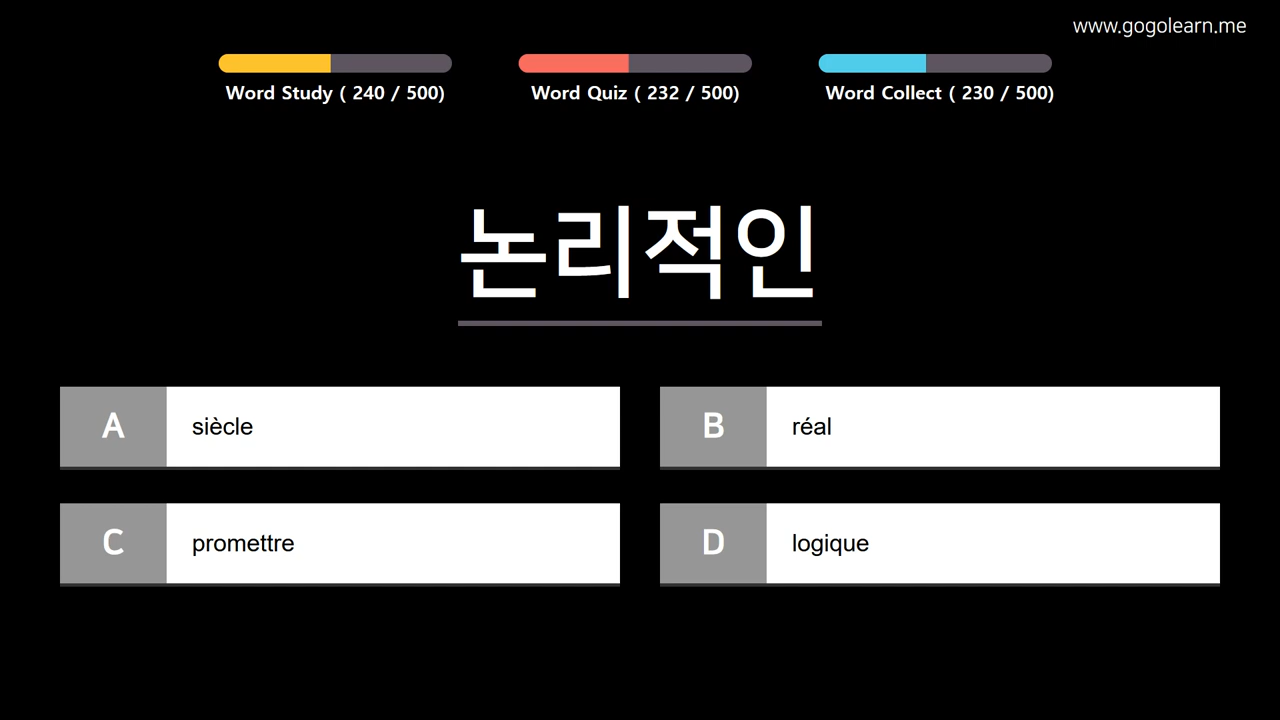 www.gogolearn.me
Word Study ( 240 / 500)
Word Quiz ( 232 / 500)
Word Collect ( 230 / 500)
논리적인
A siècle
B réal
C promettre
D logique